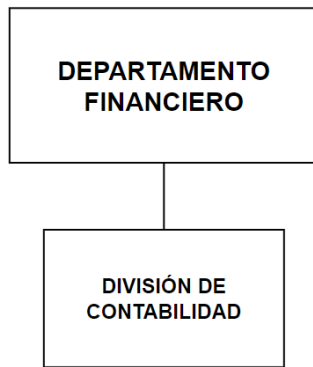 DEPARTAMENTO
FINANCIERO
DIVISIÓN DE
CONTABILIDAD